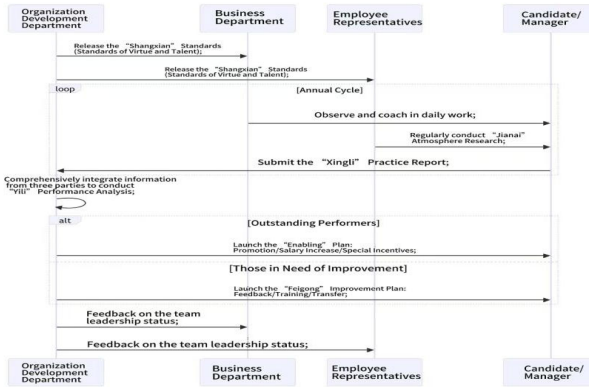 Organization
Development
Department
Business
Department
Employee
Representatives
Candidate/
Manager
Release the “Shangxian” Standards
(Standards of Virtue and Talent);
Release the “Shangxian” Standards
(Standards of Virtue and Talent);
loop
[Annual Cycle]
Observe and coach in daily work;
Regularly conduct “Jianai”
Atmosphere Research;
Submit the “Xingli” Practice Report;
Comprehensively integrate information
from three parties to conduct
“Yili” Performance Analysis;
alt
[Outstanding Performers]
Launch the “Enabling” Plan:
Promotion/Salary Increase/Special Incentives;
[Those in Need of Improvement]
Launch the “Feigong” Improvement Plan:
Feedback/Training/Transfer;
Feedback on the team
leadership status;
Feedback on the team leadership status;
Organization
Development
Department
Business
Department
Employee
Representatives
Candidate/
Manager